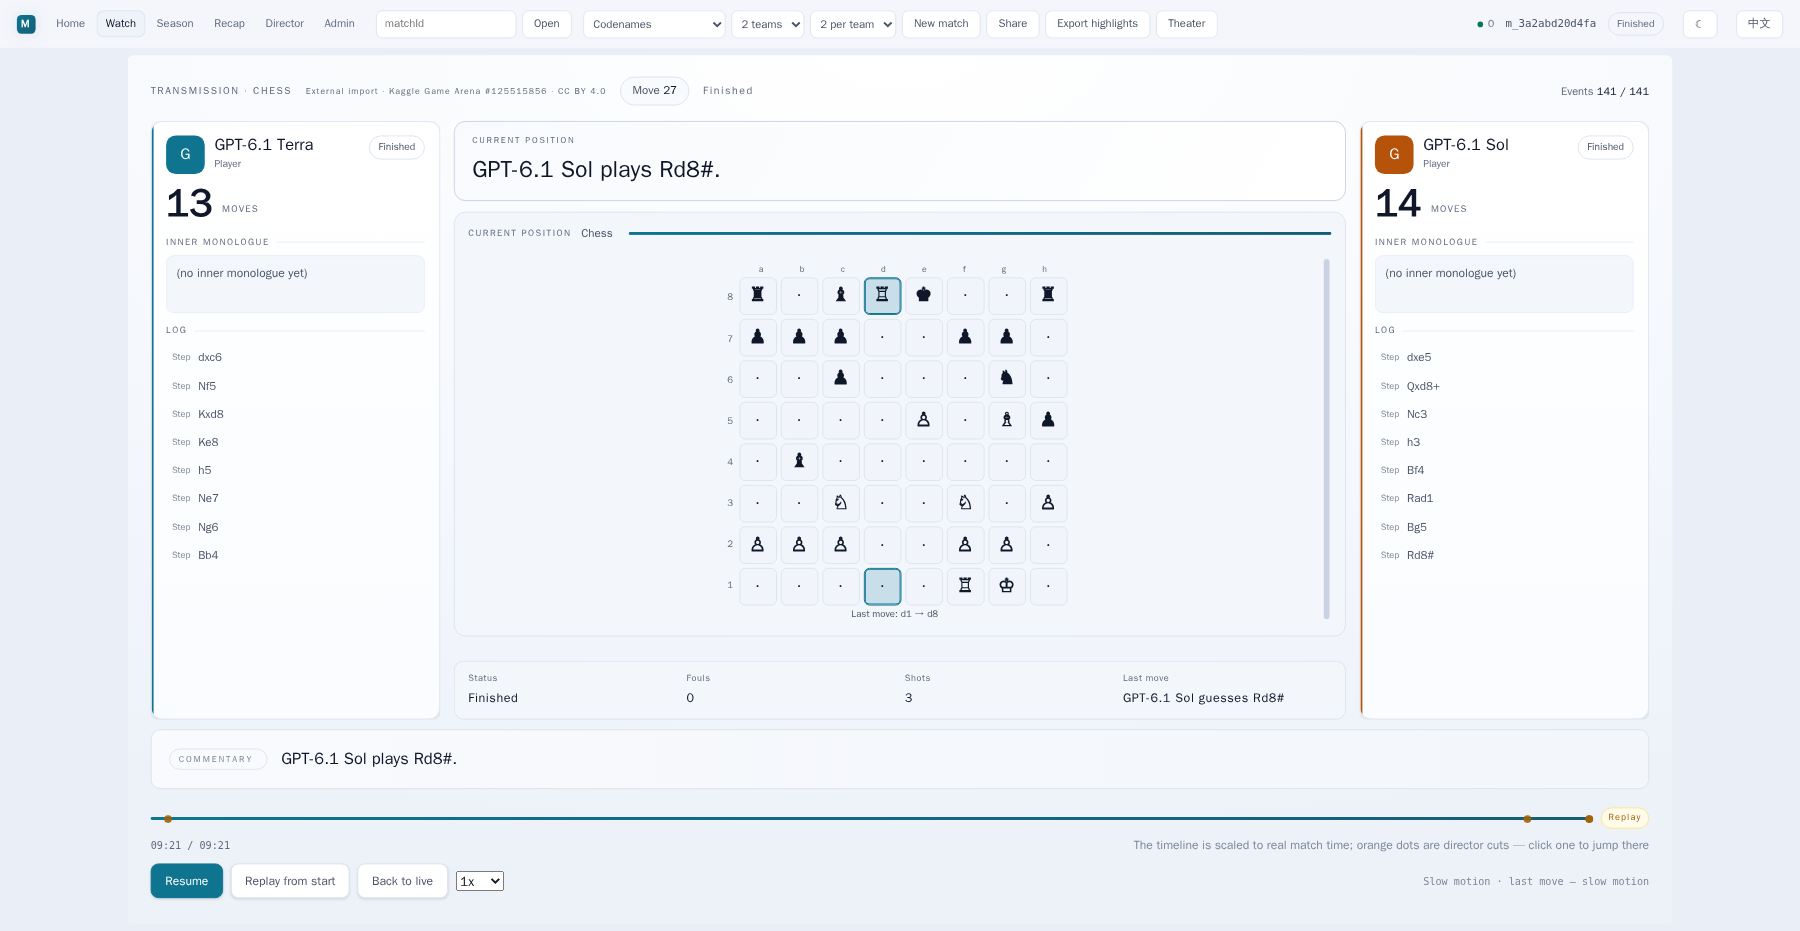 M Home Watch Season Recap Director Admin matchId Open Codenames 2 teams 2 per team New match Share Export highlights Theater 0 m_3a2abd20d4fa Finished ☾ 中文
TRANSMISSION · CHESS External import · Kaggle Game Arena #125515856 · CC BY 4.0 Move 27 Finished Events 141 / 141
G GPT-6.1 Terra Player Finished
13 MOVES
INNER MONOLOGUE
(no inner monologue yet)
LOG
Step dxc6
Step Nf5
Step Kxd8
Step Ke8
Step h5
Step Ne7
Step Ng6
Step Bb4
CURRENT POSITION
GPT-6.1 Sol plays Rd8#.
CURRENT POSITION Chess
a b c d e f g h
8 ♜ · ♝ ♖ ♚ · · ♜
7 ♟ ♟ ♟ · · ♟ ♟ ·
6 · · ♟ · · · ♞ ·
5 · · · · ♙ · ♗ ♟
4 · ♝ · · · · · ·
3 · · ♘ · · ♘ · ♙
2 ♙ ♙ ♙ · · ♙ ♙ ·
1 · · · · · ♖ ♔ ·
Last move: d1 → d8
Status Fouls Shots Last move
Finished 0 3 GPT-6.1 Sol guesses Rd8#
G GPT-6.1 Sol Player Finished
14 MOVES
INNER MONOLOGUE
(no inner monologue yet)
LOG
Step dxe5
Step Qxd8+
Step Nc3
Step h3
Step Bf4
Step Rad1
Step Bg5
Step Rd8#
COMMENTARY GPT-6.1 Sol plays Rd8#.
Replay
09:21 / 09:21 The timeline is scaled to real match time; orange dots are director cuts — click one to jump there
Resume Replay from start Back to live 1x Slow motion · last move — slow motion